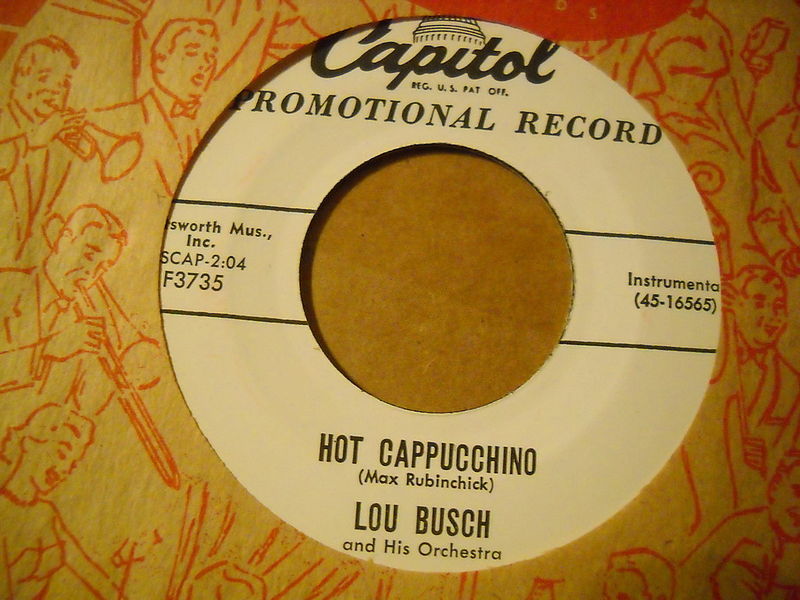 Capitol
REG. U.S. PAT. OFF.
PROMOTIONAL RECORD
sworth Mus.,
Inc.
SCAP-2:04
F3735
Instrumenta
(45-16565)
HOT CAPPUCCHINO
(Max Rubinchick)
LOU BUSCH
and His Orchestra